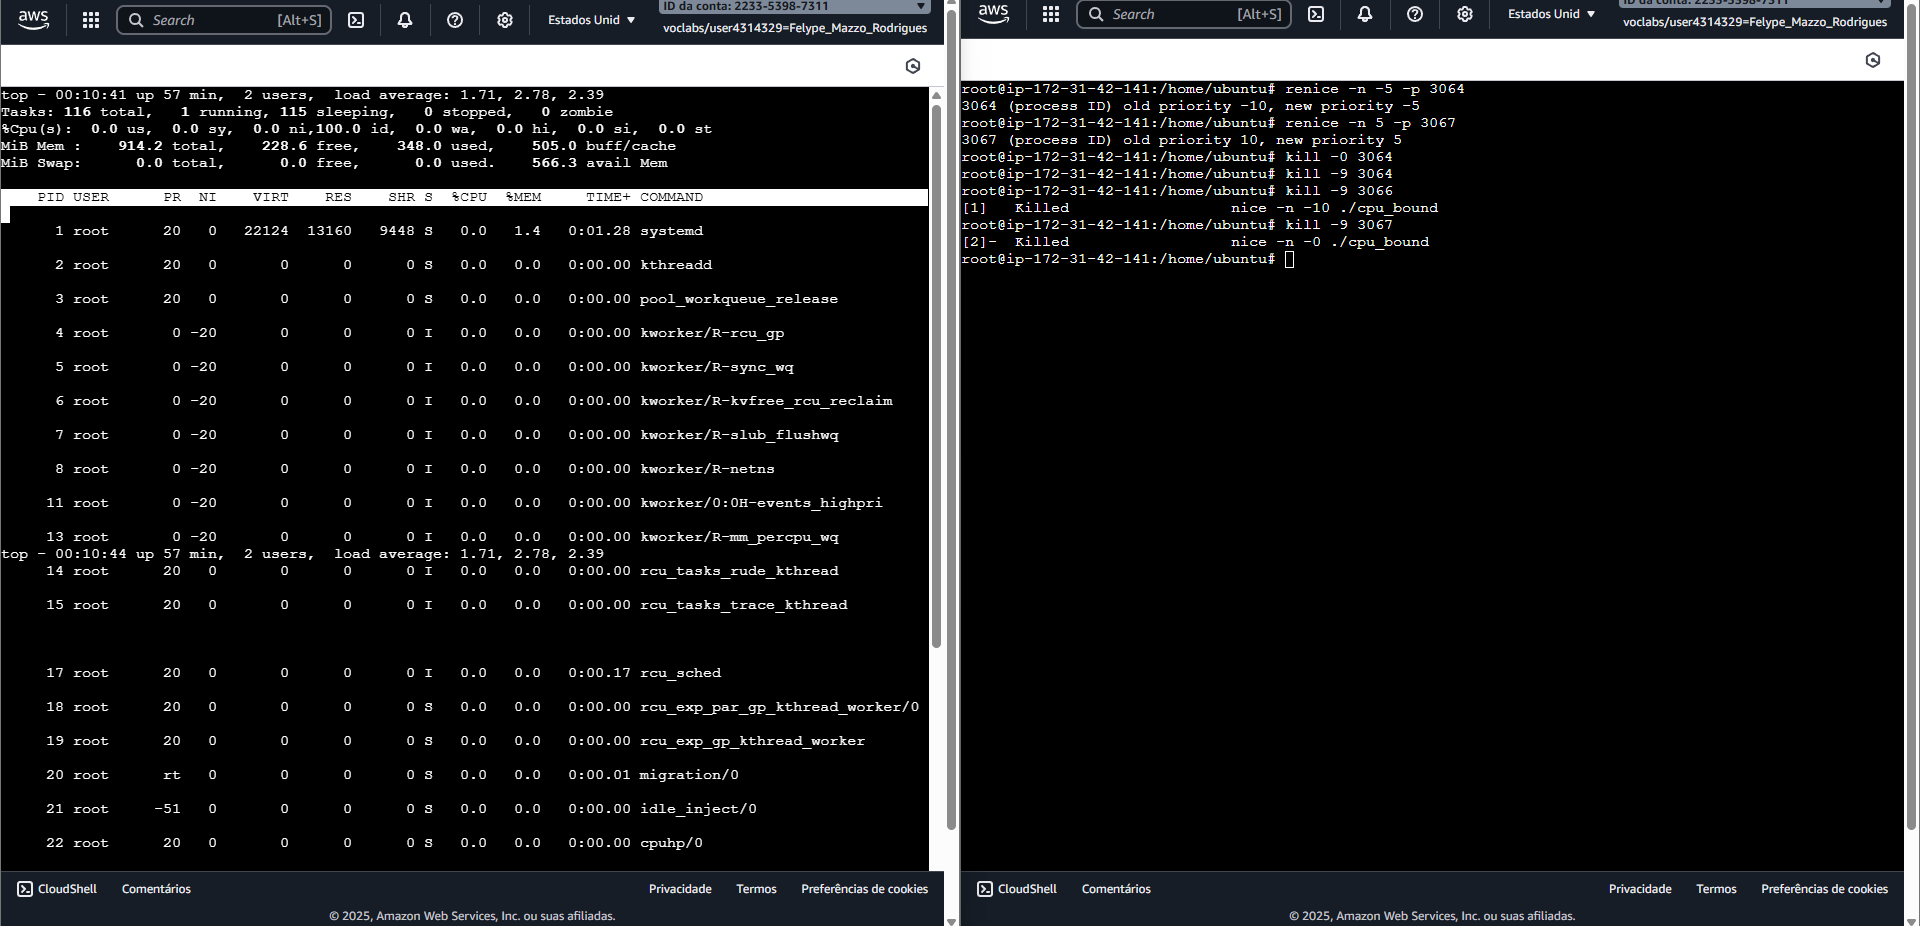 aws
Search [Alt+S]
Estados Unid ▼
ID da conta: 2233-5398-7311 ▼
voclabs/user4314329=Felype_Mazzo_Rodrigues
top - 00:10:41 up 57 min,  2 users,  load average: 1.71, 2.78, 2.39
Tasks: 116 total,   1 running, 115 sleeping,   0 stopped,   0 zombie
%Cpu(s):  0.0 us,  0.0 sy,  0.0 ni,100.0 id,  0.0 wa,  0.0 hi,  0.0 si,  0.0 st
MiB Mem :    914.2 total,    228.6 free,    348.0 used,    505.0 buff/cache
MiB Swap:      0.0 total,      0.0 free,      0.0 used.    566.3 avail Mem
PID USER      PR  NI    VIRT    RES    SHR S  %CPU  %MEM     TIME+ COMMAND
1 root      20   0   22124  13160   9448 S   0.0   1.4   0:01.28 systemd
2 root      20   0       0      0      0 S   0.0   0.0   0:00.00 kthreadd
3 root      20   0       0      0      0 S   0.0   0.0   0:00.00 pool_workqueue_release
4 root       0 -20       0      0      0 I   0.0   0.0   0:00.00 kworker/R-rcu_gp
5 root       0 -20       0      0      0 I   0.0   0.0   0:00.00 kworker/R-sync_wq
6 root       0 -20       0      0      0 I   0.0   0.0   0:00.00 kworker/R-kvfree_rcu_reclaim
7 root       0 -20       0      0      0 I   0.0   0.0   0:00.00 kworker/R-slub_flushwq
8 root       0 -20       0      0      0 I   0.0   0.0   0:00.00 kworker/R-netns
11 root       0 -20       0      0      0 I   0.0   0.0   0:00.00 kworker/0:0H-events_highpri
13 root       0 -20       0      0      0 I   0.0   0.0   0:00.00 kworker/R-mm_percpu_wq
top - 00:10:44 up 57 min,  2 users,  load average: 1.71, 2.78, 2.39
14 root      20   0       0      0      0 I   0.0   0.0   0:00.00 rcu_tasks_rude_kthread
15 root      20   0       0      0      0 I   0.0   0.0   0:00.00 rcu_tasks_trace_kthread
17 root      20   0       0      0      0 I   0.0   0.0   0:00.17 rcu_sched
18 root      20   0       0      0      0 S   0.0   0.0   0:00.00 rcu_exp_par_gp_kthread_worker/0
19 root      20   0       0      0      0 S   0.0   0.0   0:00.00 rcu_exp_gp_kthread_worker
20 root      rt   0       0      0      0 S   0.0   0.0   0:00.01 migration/0
21 root     -51   0       0      0      0 S   0.0   0.0   0:00.00 idle_inject/0
22 root      20   0       0      0      0 S   0.0   0.0   0:00.00 cpuhp/0
CloudShell Comentários Privacidade Termos Preferências de cookies
© 2025, Amazon Web Services, Inc. ou suas afiliadas.
aws
Search [Alt+S]
Estados Unid ▼
ID da conta: 2233-5398-7311
voclabs/user4314329=Felype_Mazzo_Rodrigues
root@ip-172-31-42-141:/home/ubuntu# renice -n -5 -p 3064
3064 (process ID) old priority -10, new priority -5
root@ip-172-31-42-141:/home/ubuntu# renice -n 5 -p 3067
3067 (process ID) old priority 10, new priority 5
root@ip-172-31-42-141:/home/ubuntu# kill -0 3064
root@ip-172-31-42-141:/home/ubuntu# kill -9 3064
root@ip-172-31-42-141:/home/ubuntu# kill -9 3066
[1]   Killed                  nice -n -10 ./cpu_bound
root@ip-172-31-42-141:/home/ubuntu# kill -9 3067
[2]-  Killed                  nice -n -0 ./cpu_bound
root@ip-172-31-42-141:/home/ubuntu#
CloudShell Comentários Privacidade Termos Preferências de cookies
© 2025, Amazon Web Services, Inc. ou suas afiliadas.